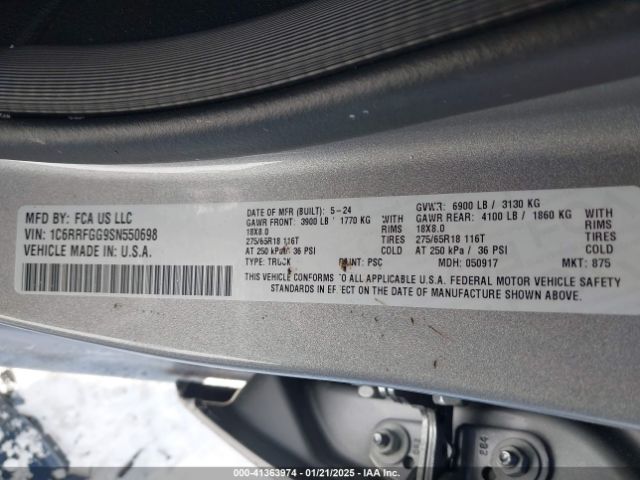 MFD BY: FCA US LLC
VIN: 1C6RRFGG9SN550698
VEHICLE MADE IN: U.S.A.
DATE OF MFR (BUILT): 5-24
GVWR: 6900 LB / 3130 KG
GAWR FRONT: 3900 LB / 1770 KG WITH
GAWR REAR: 4100 LB / 1860 KG WITH
18X8.0 RIMS 18X8.0 RIMS
275/65R18 116T TIRES 275/65R18 116T TIRES
AT 250 kPa/ 36 PSI COLD AT 250 kPa/ 36 PSI COLD
TYPE: TRUCK PAINT: PSC MDH: 050917 MKT: 875
THIS VEHICLE CONFORMS TO ALL APPLICABLE U.S.A. FEDERAL MOTOR VEHICLE SAFETY
STANDARDS IN EFFECT ON THE DATE OF MANUFACTURE SHOWN ABOVE.
284
000-41363974 / 01/21/2025 / IAA Inc.